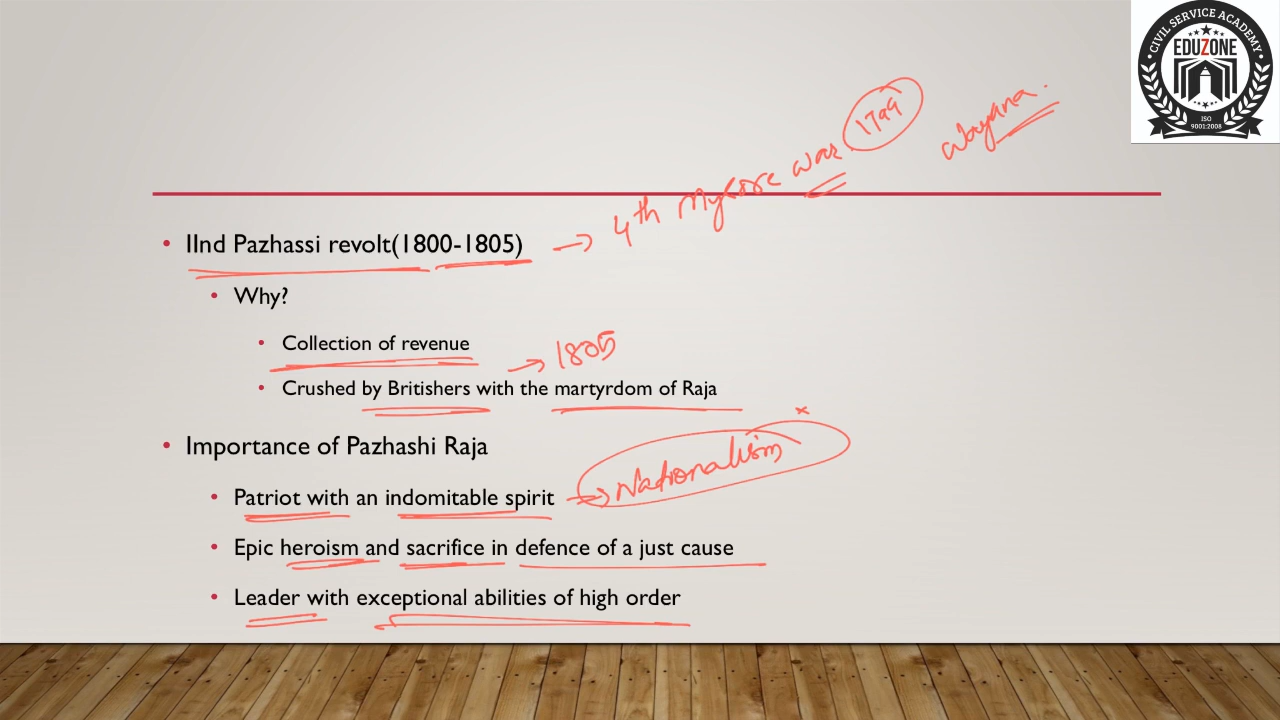 CIVIL SERVICE ACADEMY
EDUZONE
ISO
9001:2008
1799
Wayana.
4th Mysore war
IInd Pazhassi revolt(1800-1805)
Why?
Collection of revenue
1805
Crushed by Britishers with the martyrdom of Raja
Importance of Pazhashi Raja
Nationalism
Patriot with an indomitable spirit
Epic heroism and sacrifice in defence of a just cause
Leader with exceptional abilities of high order